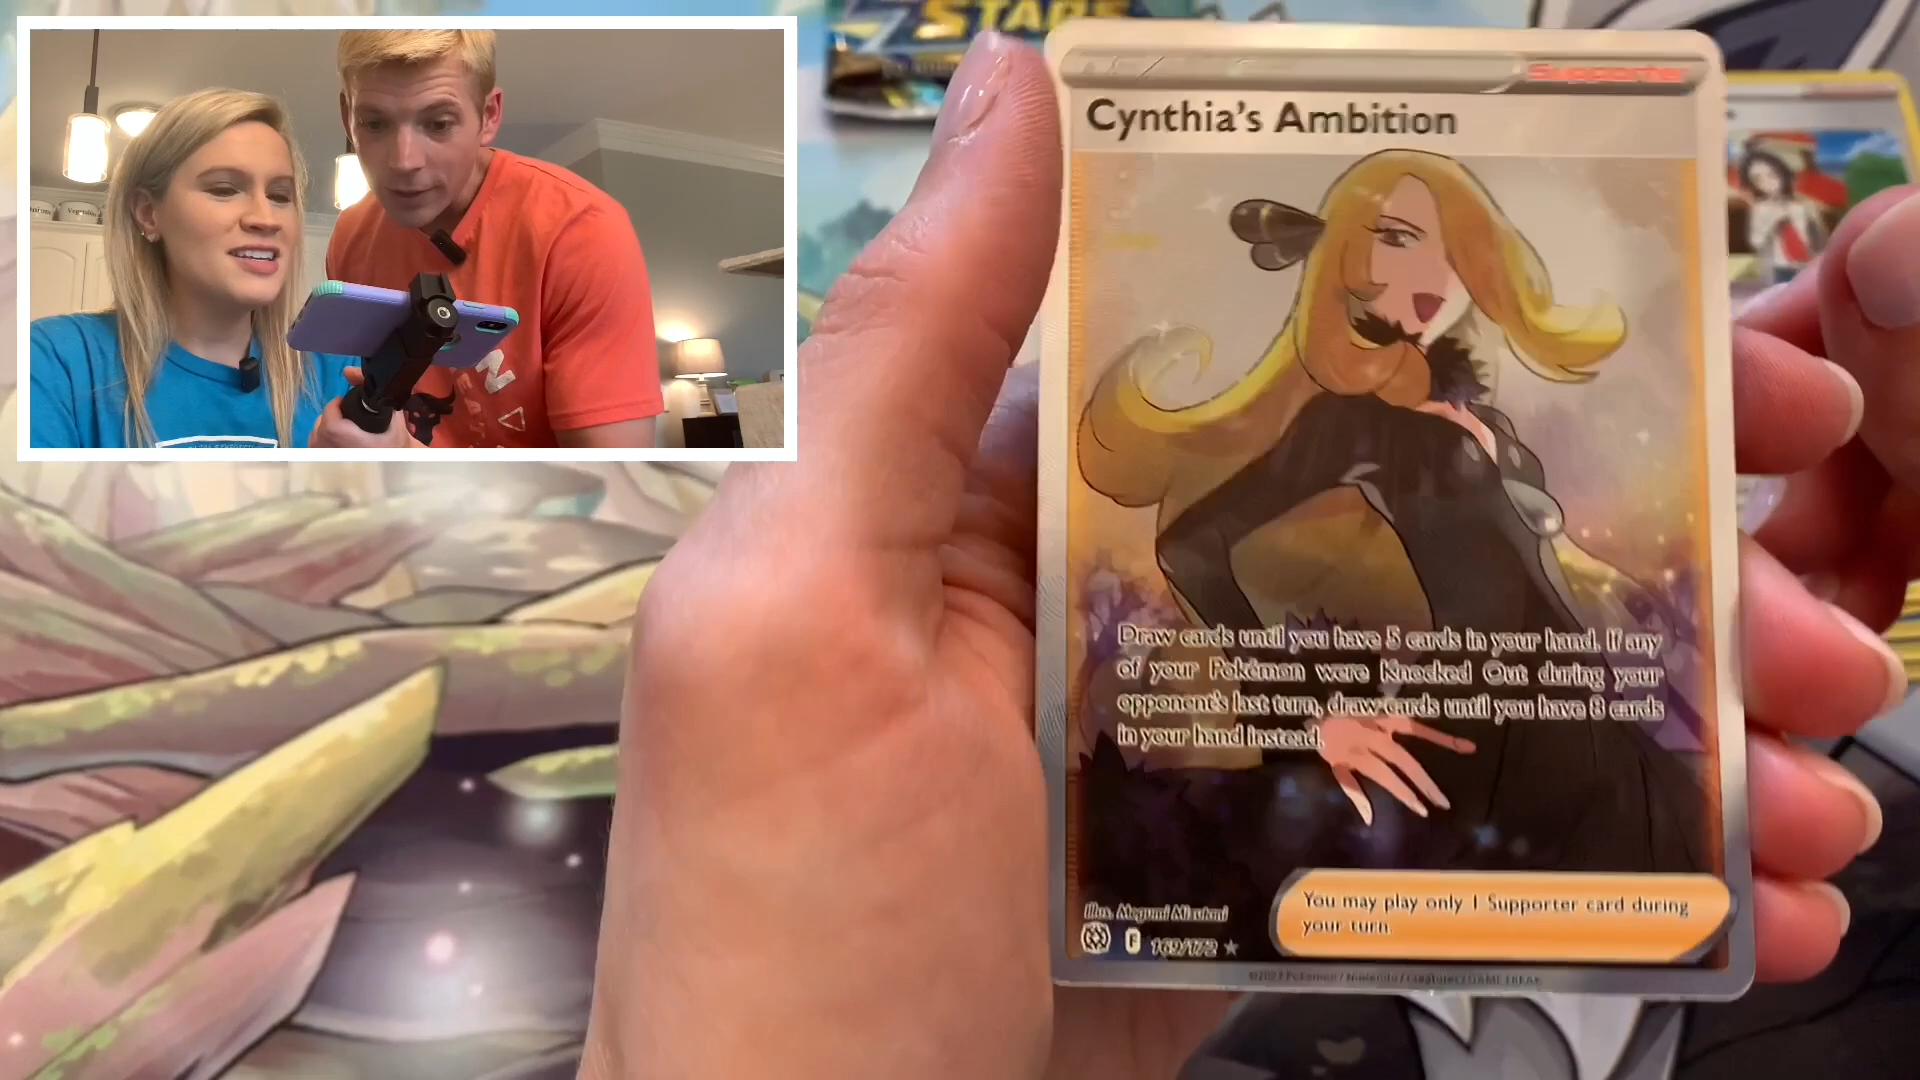 STARS
Supporter
Cynthia's Ambition
Draw cards until you have 5 cards in your hand. If any
of your Pokémon were Knocked Out during your
opponent's last turn, draw cards until you have 8 cards
in your hand instead.
You may play only 1 Supporter card during
your turn.
Illus. Megumi Mizutani
F 169/172